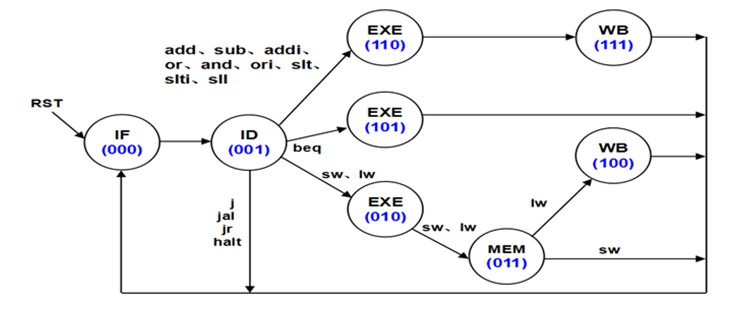 EXE
(110)
WB
(111)
add、sub、addi、
or、and、ori、slt、
slti、sll
RST
IF
(000)
ID
(001)
EXE
(101)
beq
WB
(100)
sw、lw
EXE
(010)
j
jal
jr
halt
lw
sw、lw
MEM
(011)
sw